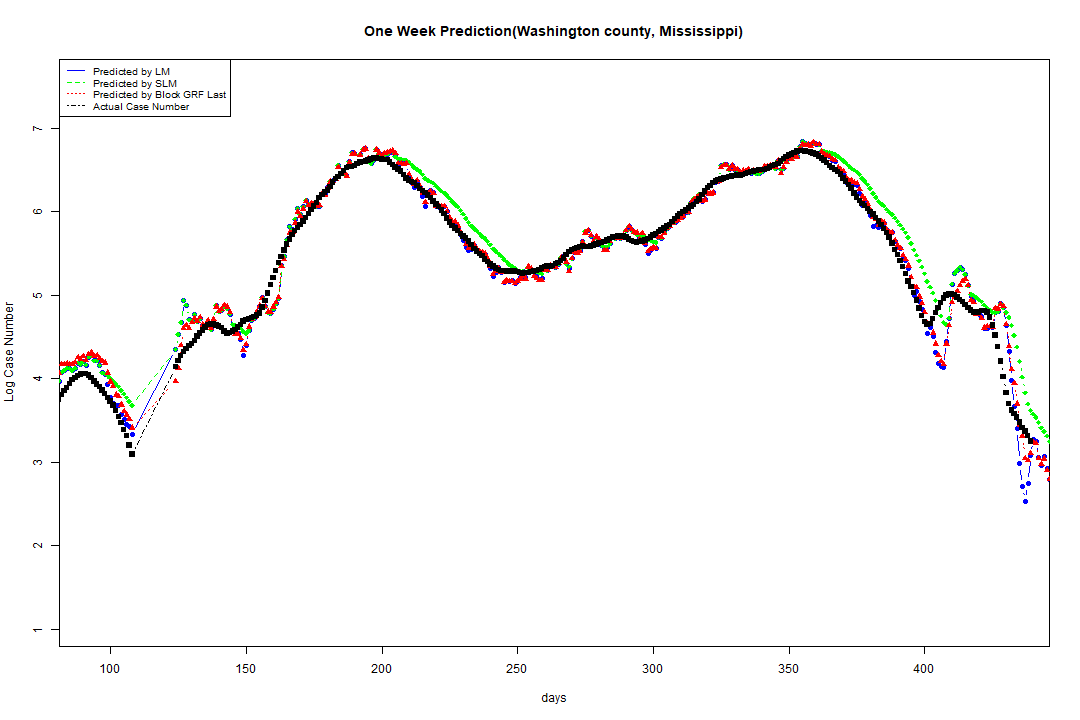 One Week Prediction(Washington county, Mississippi)
Predicted by LM
Predicted by SLM
Predicted by Block GRF Last
Actual Case Number
Log Case Number
7
6
5
4
3
2
1
100 150 200 250 300 350 400
days